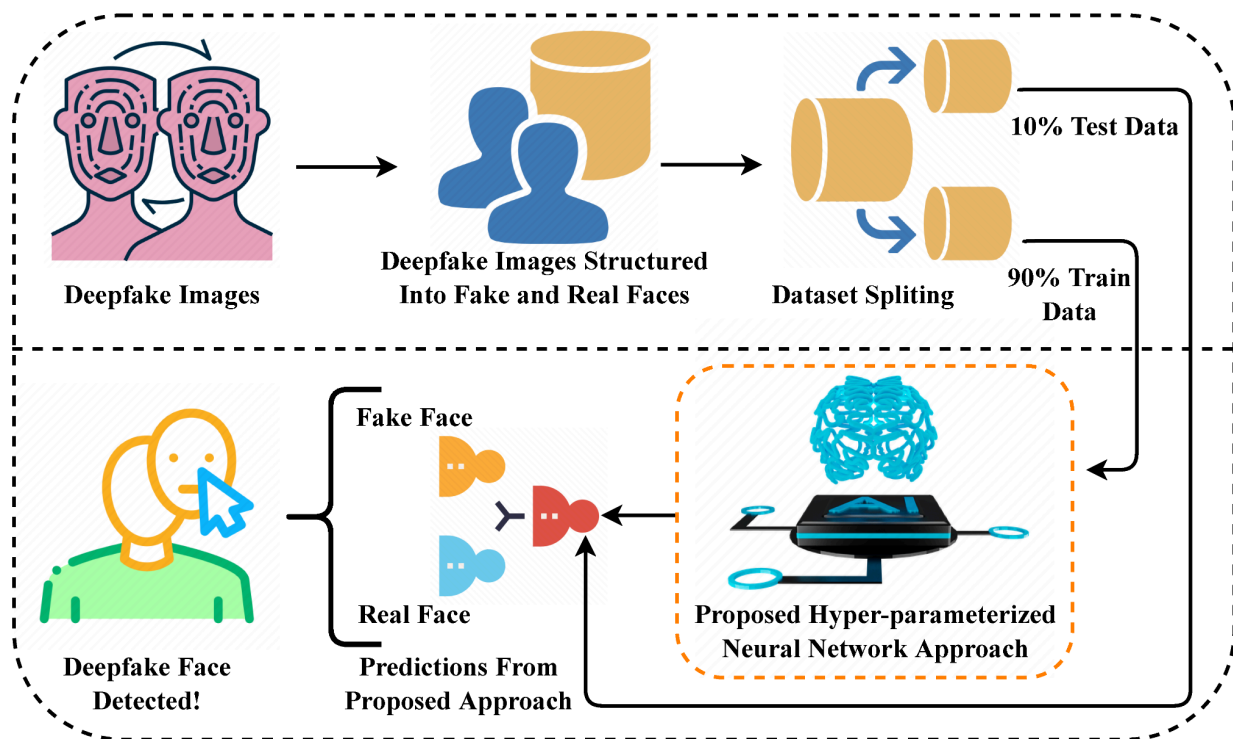 10% Test Data
Deepfake Images Structured
Into Fake and Real Faces
Deepfake Images
Dataset Spliting
90% Train
Data
Fake Face
Real Face
AI
Proposed Hyper-parameterized
Neural Network Approach
Predictions From
Proposed Approach
Deepfake Face
Detected!